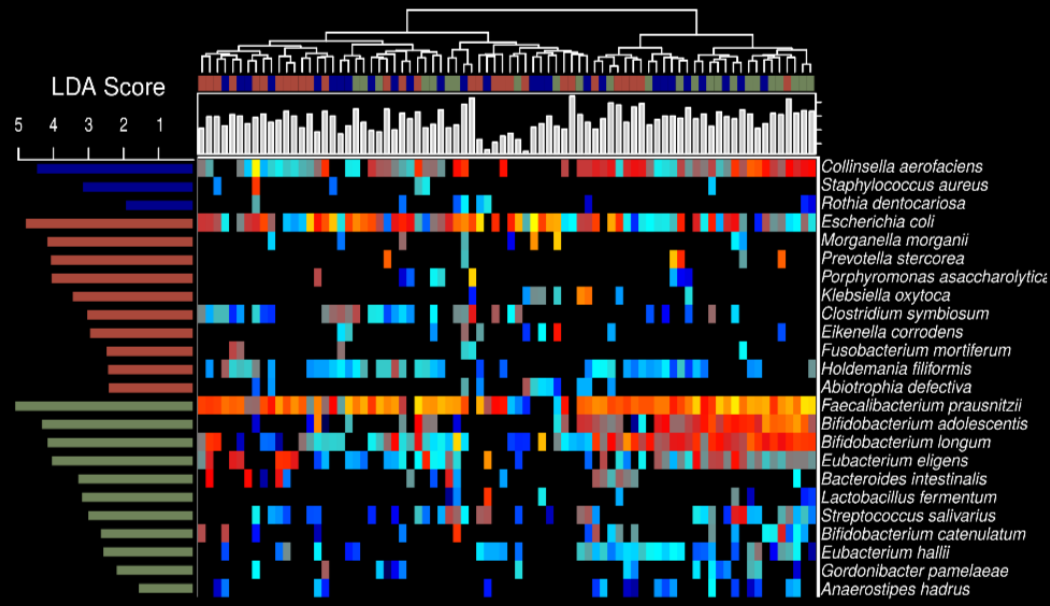 LDA Score
5 4 3 2 1
Collinsella aerofaciens
Staphylococcus aureus
Rothia dentocariosa
Escherichia coli
Morganella morganii
Prevotella stercorea
Porphyromonas asaccharolytica
Klebsiella oxytoca
Clostridium symbiosum
Eikenella corrodens
Fusobacterium mortiferum
Holdemania filiformis
Abiotrophia defectiva
Faecalibacterium prausnitzii
Bifidobacterium adolescentis
Bifidobacterium longum
Eubacterium eligens
Bacteroides intestinalis
Lactobacillus fermentum
Streptococcus salivarius
Bifidobacterium catenulatum
Eubacterium hallii
Gordonibacter pamelaeae
Anaerostipes hadrus